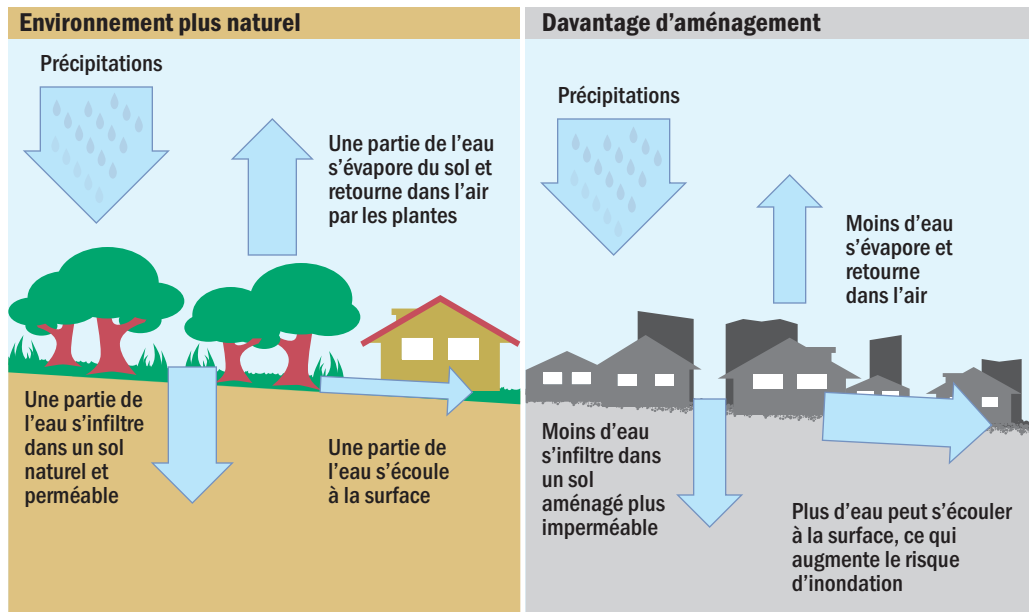 Environnement plus naturel
Précipitations
Une partie de l’eau
s’évapore du sol et
retourne dans l’air
par les plantes
Une partie de
l’eau s’infiltre
dans un sol
naturel et
perméable
Une partie de
l’eau s’écoule
à la surface
Davantage d’aménagement
Précipitations
Moins d’eau
s’évapore et
retourne
dans l’air
Moins d’eau
s’infiltre dans
un sol
aménagé plus
imperméable
Plus d’eau peut s’écouler
à la surface, ce qui
augmente le risque
d’inondation